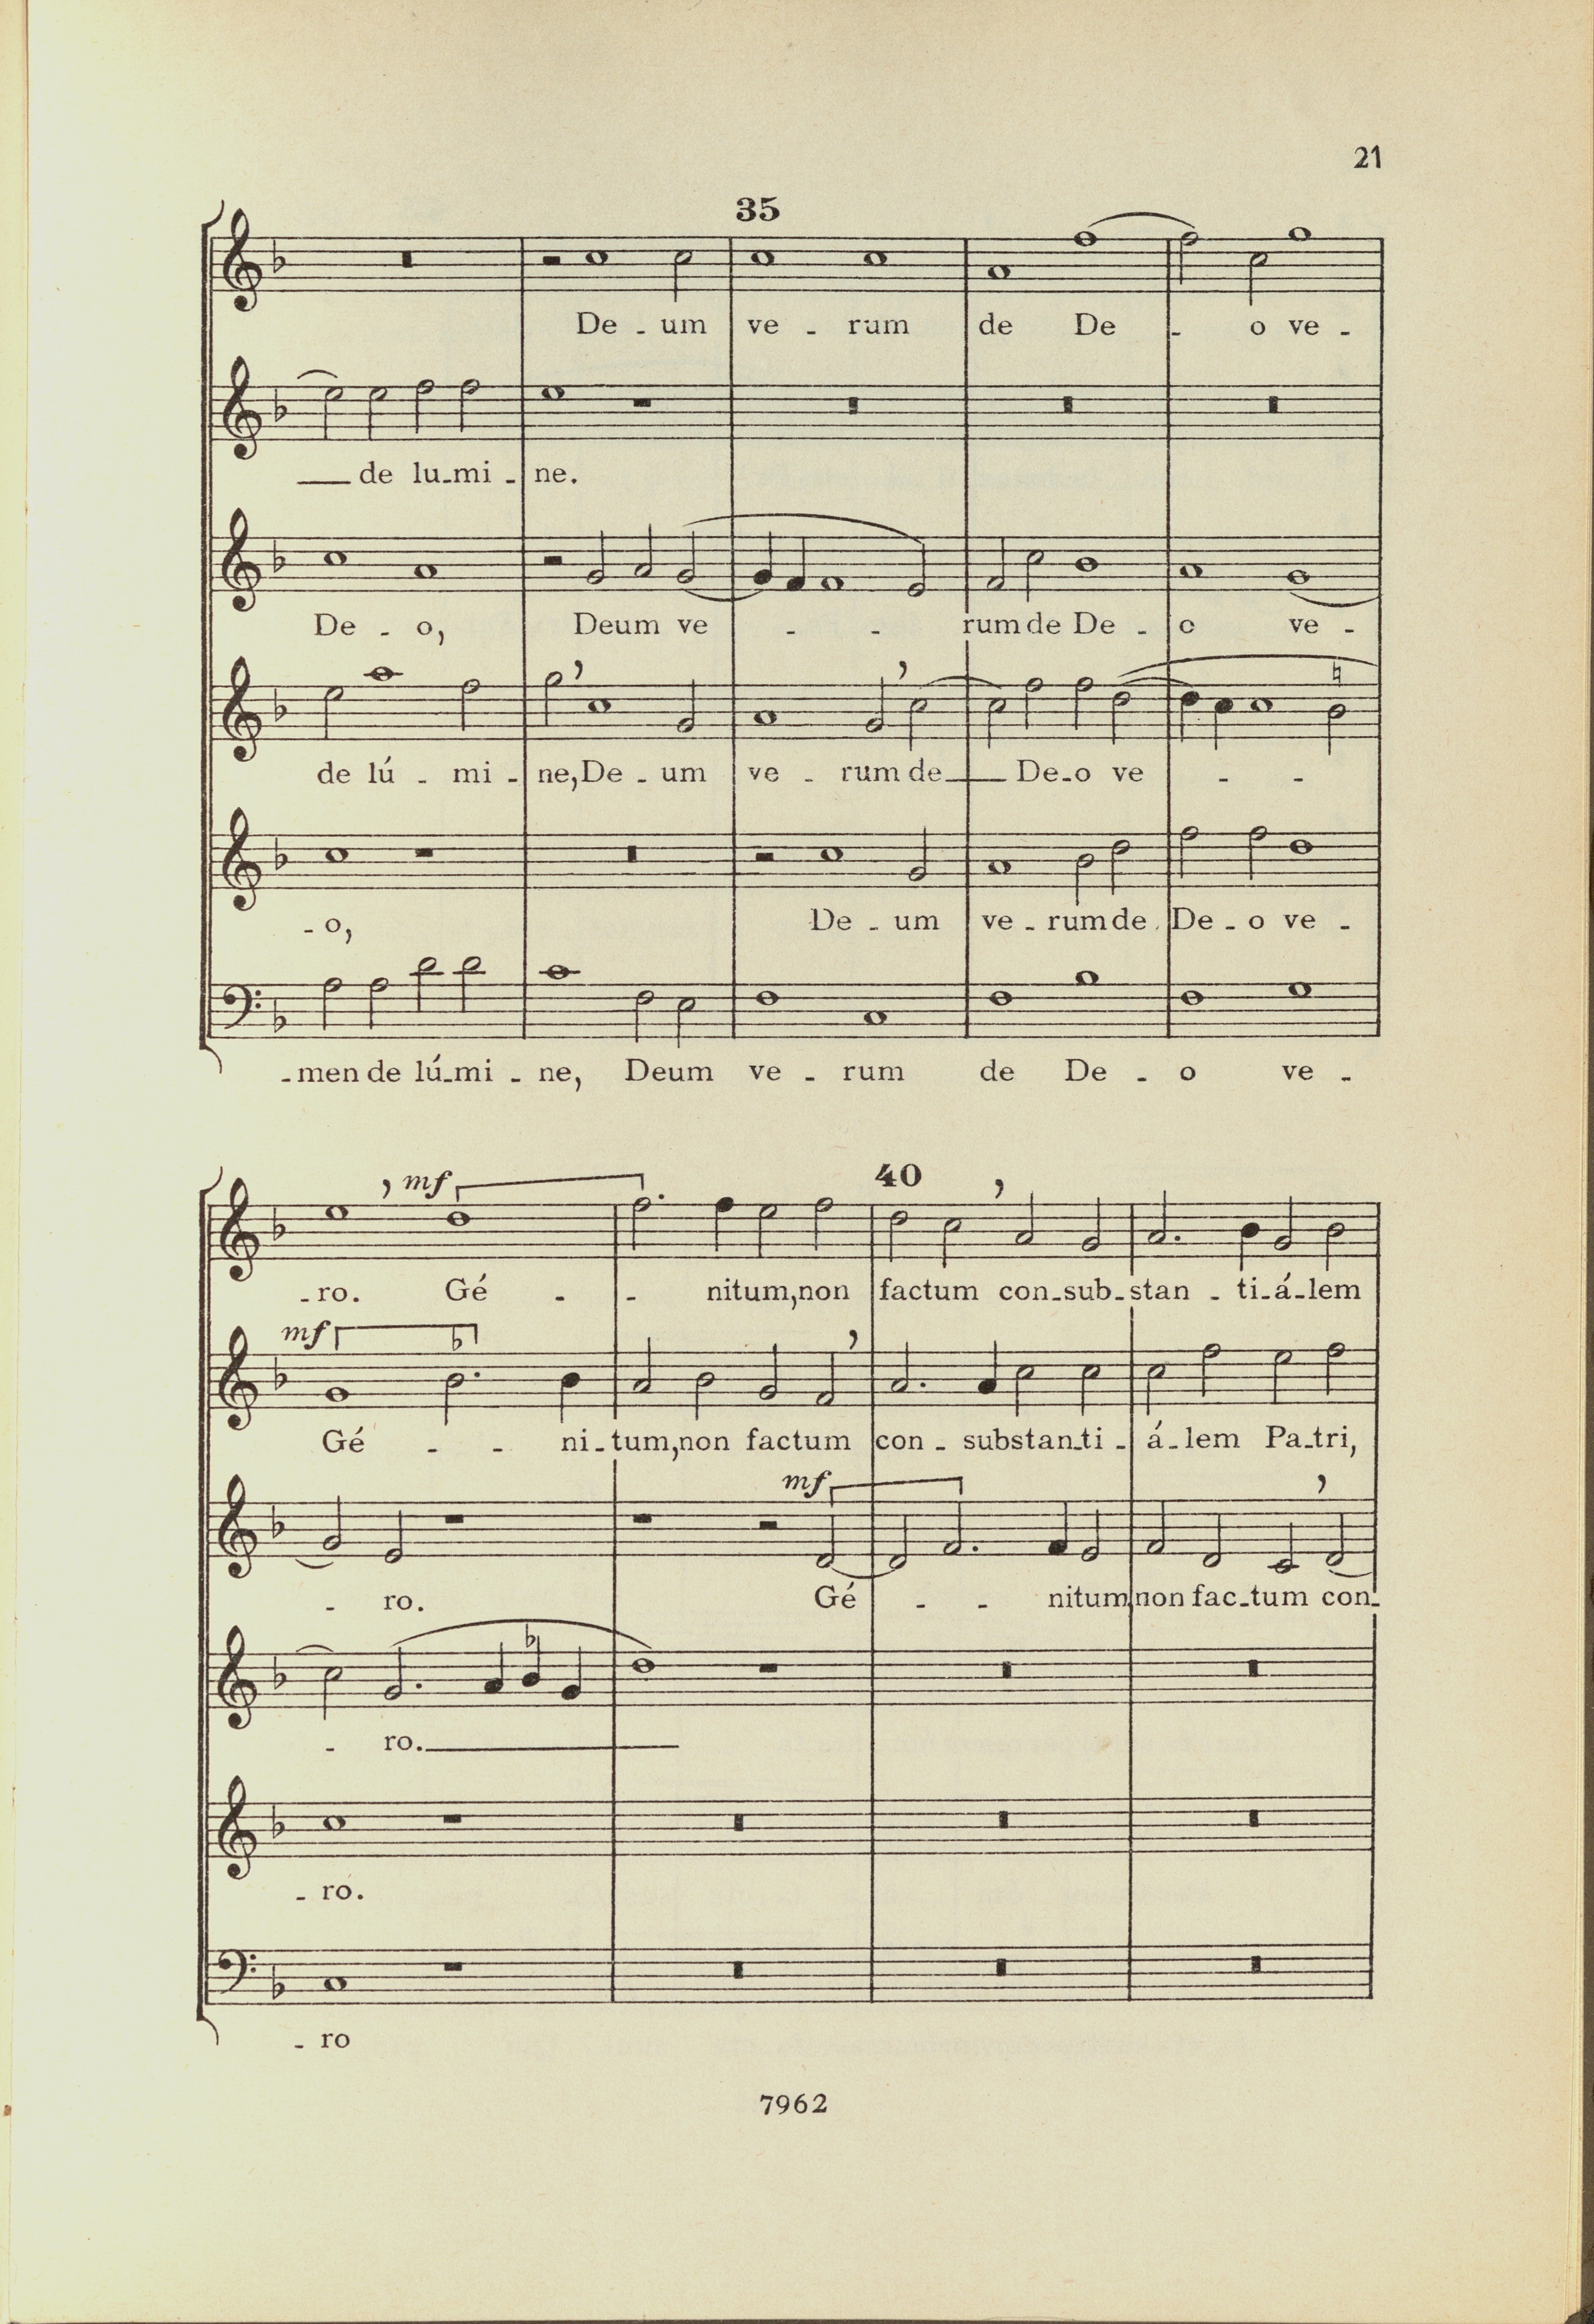 21
35
De - um ve - rum de De - o ve -
de lu - mi - ne.
De - o, Deum ve - - rum de De - o ve -
de lú - mi - ne, De - um ve - rum de De - o ve - -
- o, De - um ve - rum de De - o ve -
- men de lú - mi - ne, Deum ve - rum de De - o ve -
mf 40
- ro. Gé - - nitum, non factum con - sub - stan - ti - á - lem
mf
Gé - - ni - tum, non factum con - substan - ti - á - lem Pa - tri,
mf
- ro. Gé - - nitum, non fac - tum con -
- ro.
- ro.
- ro
7962